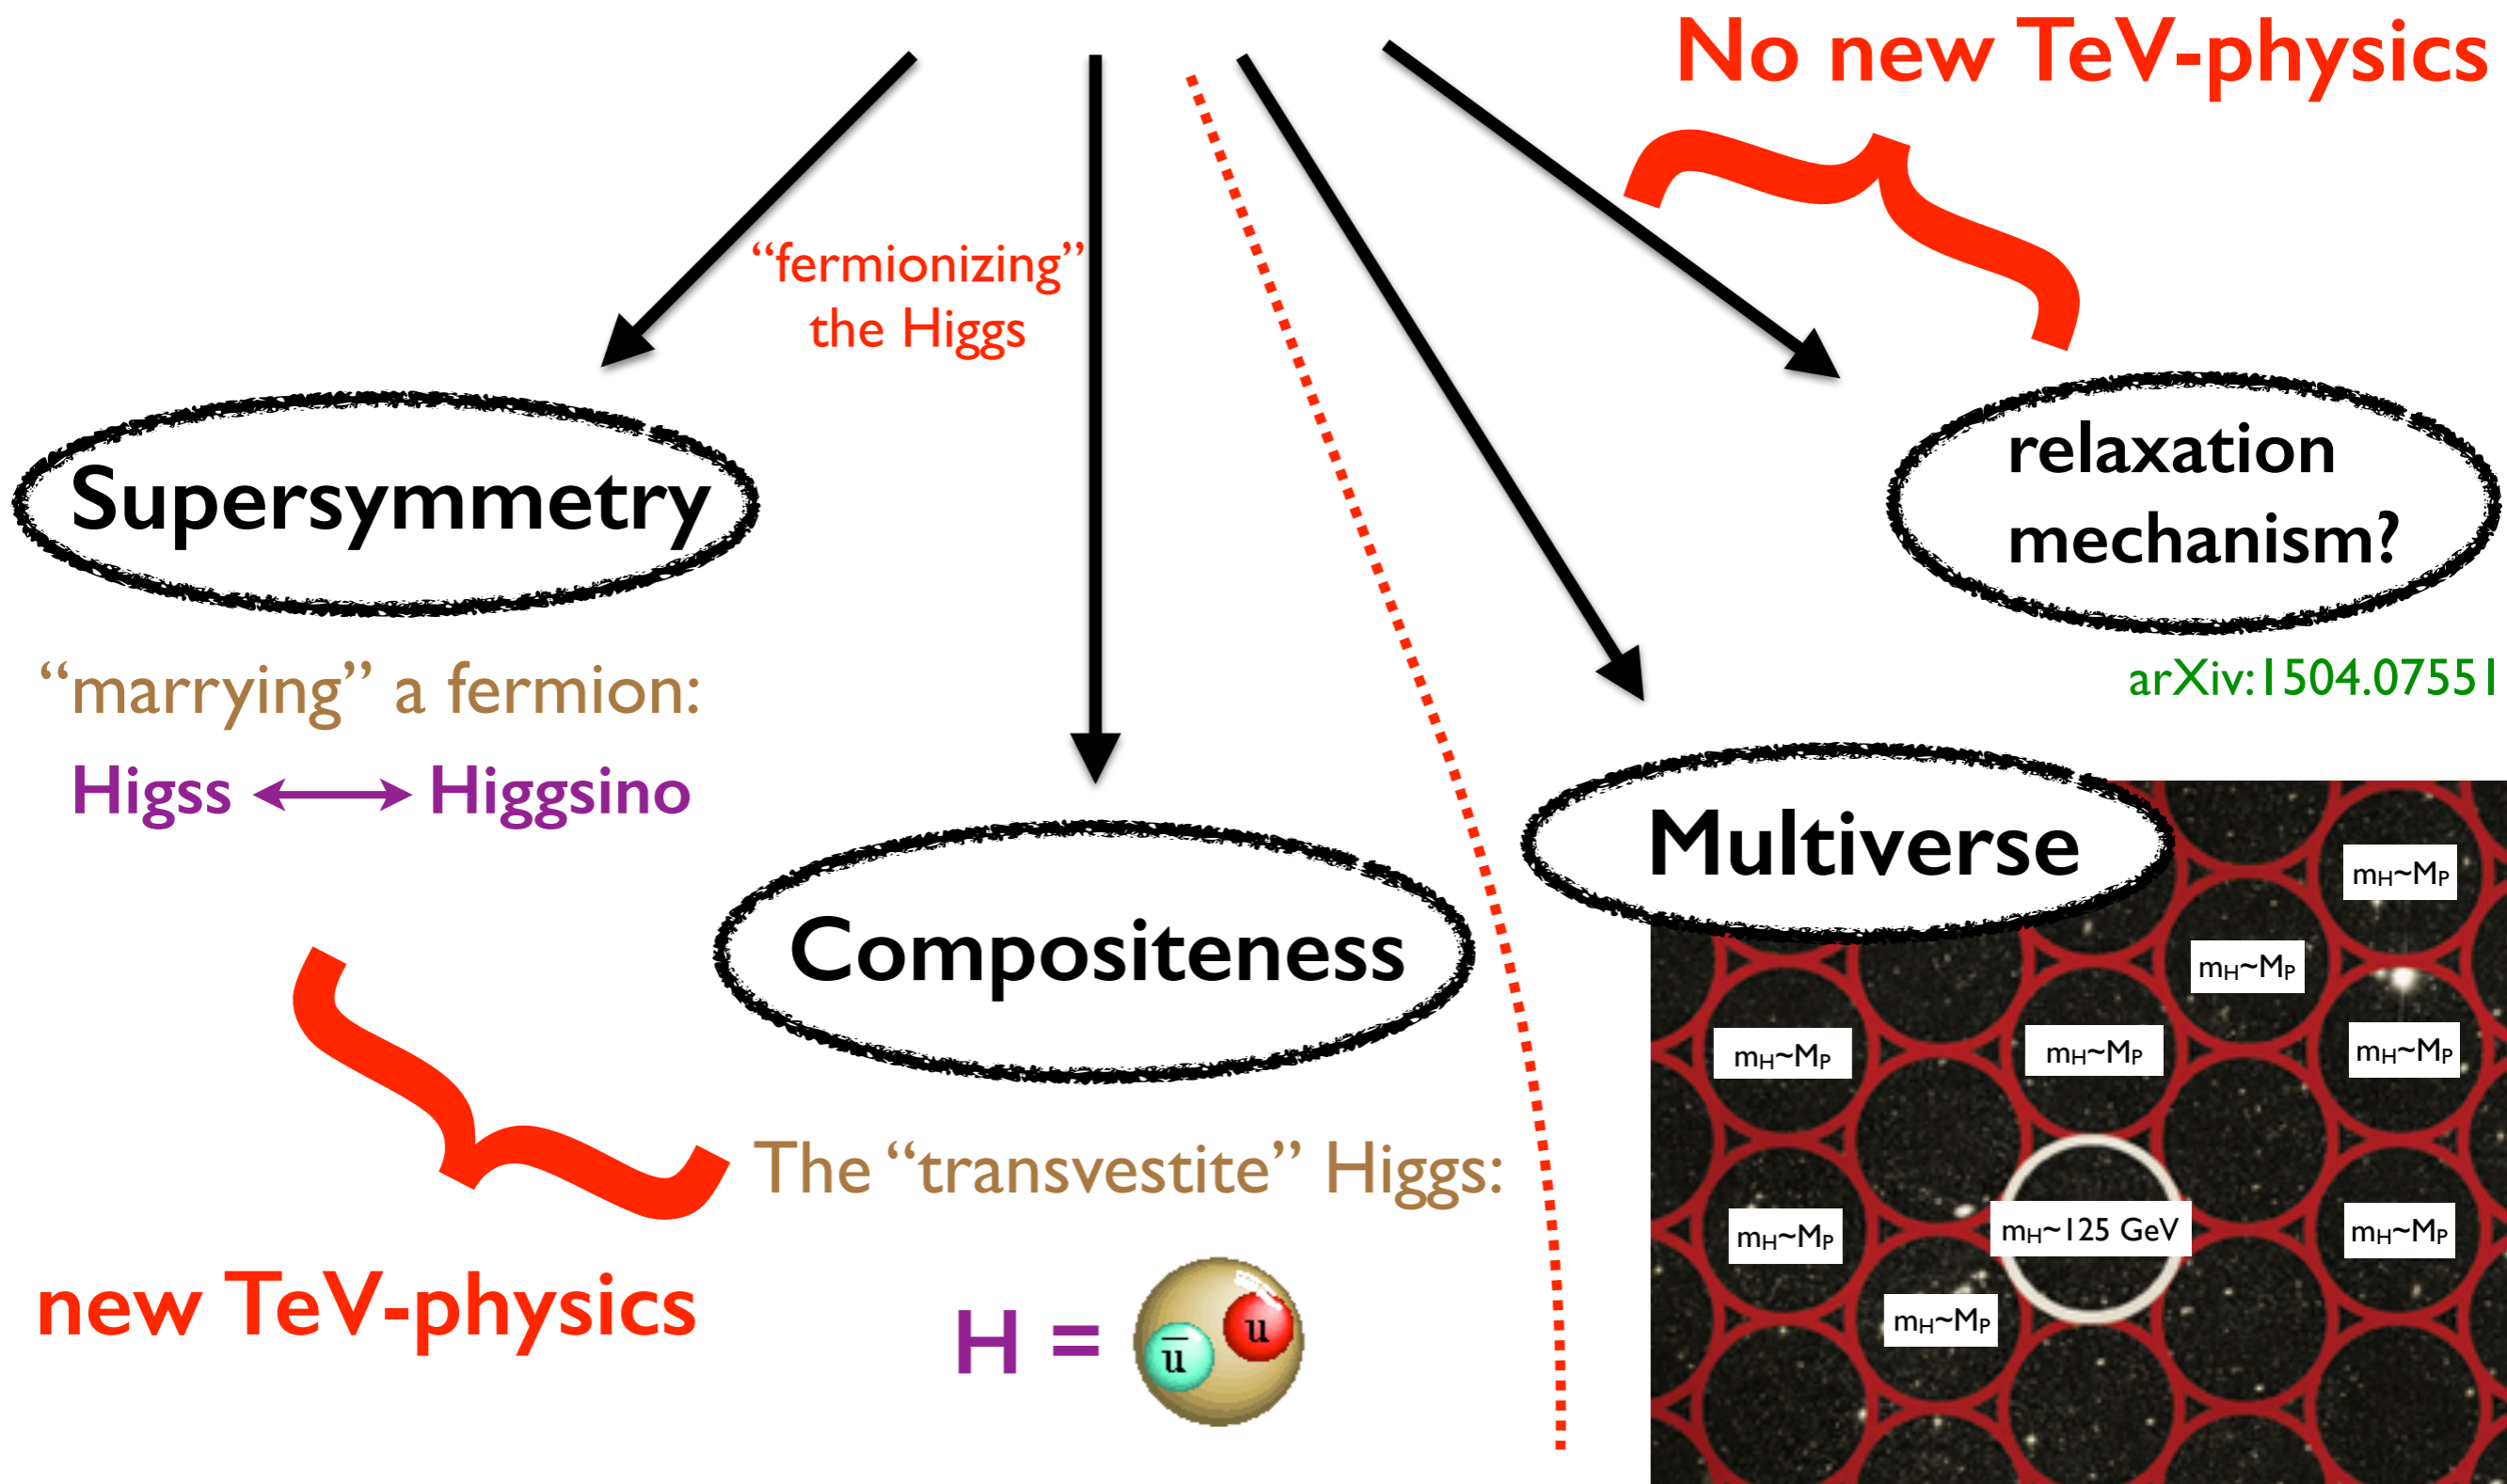 No new TeV-physics
“fermionizing”
the Higgs
Supersymmetry
relaxation
mechanism?
“marrying” a fermion:
arXiv:1504.07551
Higss
Higgsino
Multiverse
Compositeness
mH~MP
mH~MP
mH~MP
mH~MP
mH~MP
The “transvestite” Higgs:
mH~MP
mH~125 GeV
mH~MP
mH~MP
new TeV-physics
H =
u
u̅